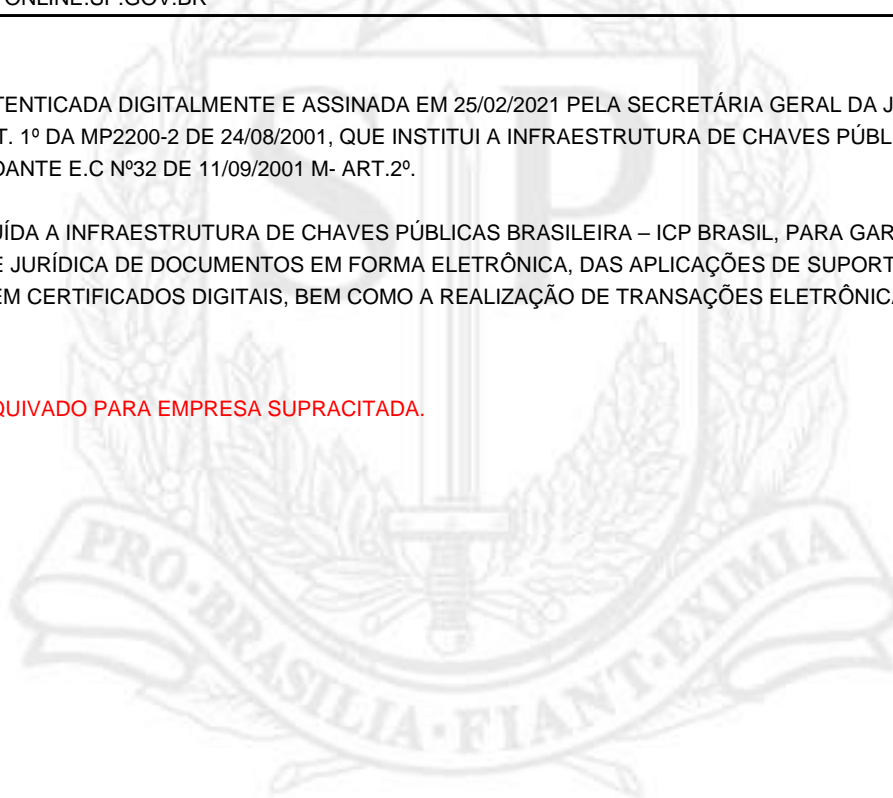 ONLINE.SP.GOV.BR
TENTICADA DIGITALMENTE E ASSINADA EM 25/02/2021 PELA SECRETÁRIA GERAL DA J
T. 1º DA MP2200-2 DE 24/08/2001, QUE INSTITUI A INFRAESTRUTURA DE CHAVES PÚBL
DANTE E.C Nº32 DE 11/09/2001 M- ART.2º.
UÍDA A INFRAESTRUTURA DE CHAVES PÚBLICAS BRASILEIRA – ICP BRASIL, PARA GAR
E JURÍDICA DE DOCUMENTOS EM FORMA ELETRÔNICA, DAS APLICAÇÕES DE SUPORT
EM CERTIFICADOS DIGITAIS, BEM COMO A REALIZAÇÃO DE TRANSAÇÕES ELETRÔNICA
QUIVADO PARA EMPRESA SUPRACITADA.
SP
PRO·BRASILIA·FIANT·EXIMIA